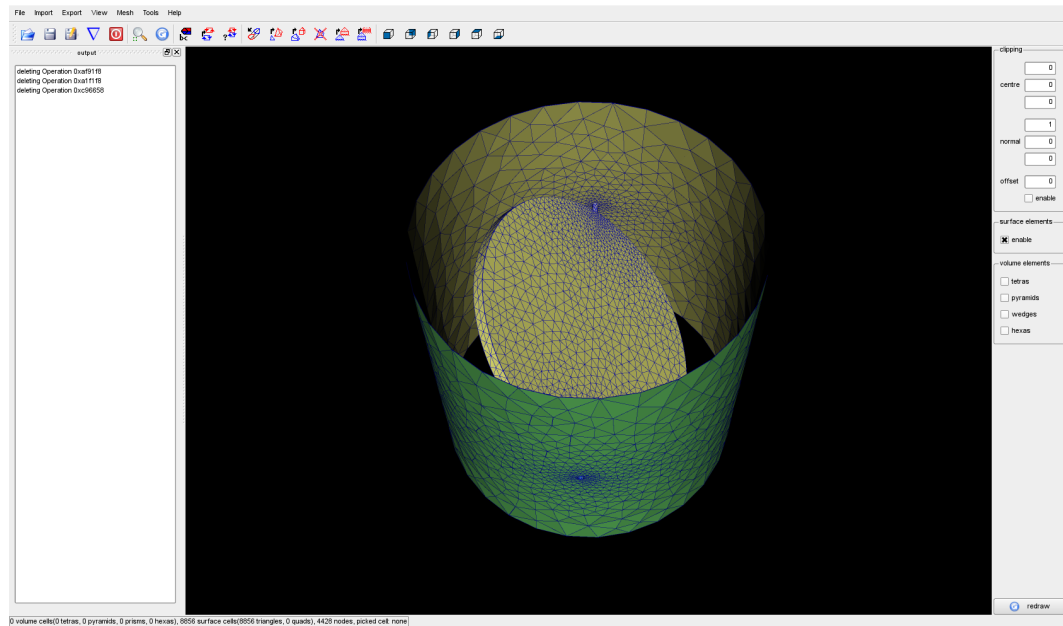 File Import Export View Mesh Tools Help
bc
output
deleting Operation 0xaf91f8
deleting Operation 0xa1f1f8
deleting Operation 0xc96658
clipping
0
centre 0
0
1
normal 0
0
offset 0
enable
surface elements
enable
volume elements
tetras
pyramids
wedges
hexas
redraw
0 volume cells(0 tetras, 0 pyramids, 0 prisms, 0 hexas), 8856 surface cells(8856 triangles, 0 quads), 4428 nodes, picked cell: none